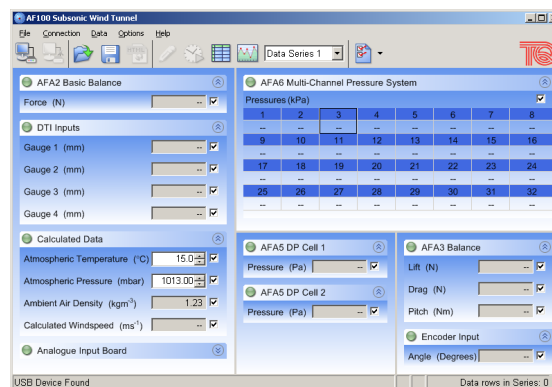 AF100 Subsonic Wind Tunnel
File Connection Data Options Help
Data Series 1
AFA2 Basic Balance
Force (N) --
DTI Inputs
Gauge 1 (mm) --
Gauge 2 (mm) --
Gauge 3 (mm) --
Gauge 4 (mm) --
Calculated Data
Atmospheric Temperature (°C) 15.0
Atmospheric Pressure (mbar) 1013.00
Ambient Air Density (kgm-3) 1.23
Calculated Windspeed (ms-1) --
Analogue Input Board
AFA6 Multi-Channel Pressure System
Pressures (kPa)
1 2 3 4 5 6 7 8
-- -- -- -- -- -- -- --
9 10 11 12 13 14 15 16
-- -- -- -- -- -- -- --
17 18 19 20 21 22 23 24
-- -- -- -- -- -- -- --
25 26 27 28 29 30 31 32
-- -- -- -- -- -- -- --
AFA5 DP Cell 1
Pressure (Pa) --
AFA5 DP Cell 2
Pressure (Pa) --
AFA3 Balance
Lift (N) --
Drag (N) --
Pitch (Nm) --
Encoder Input
Angle (Degrees) --
USB Device Found
Data rows in Series: 0